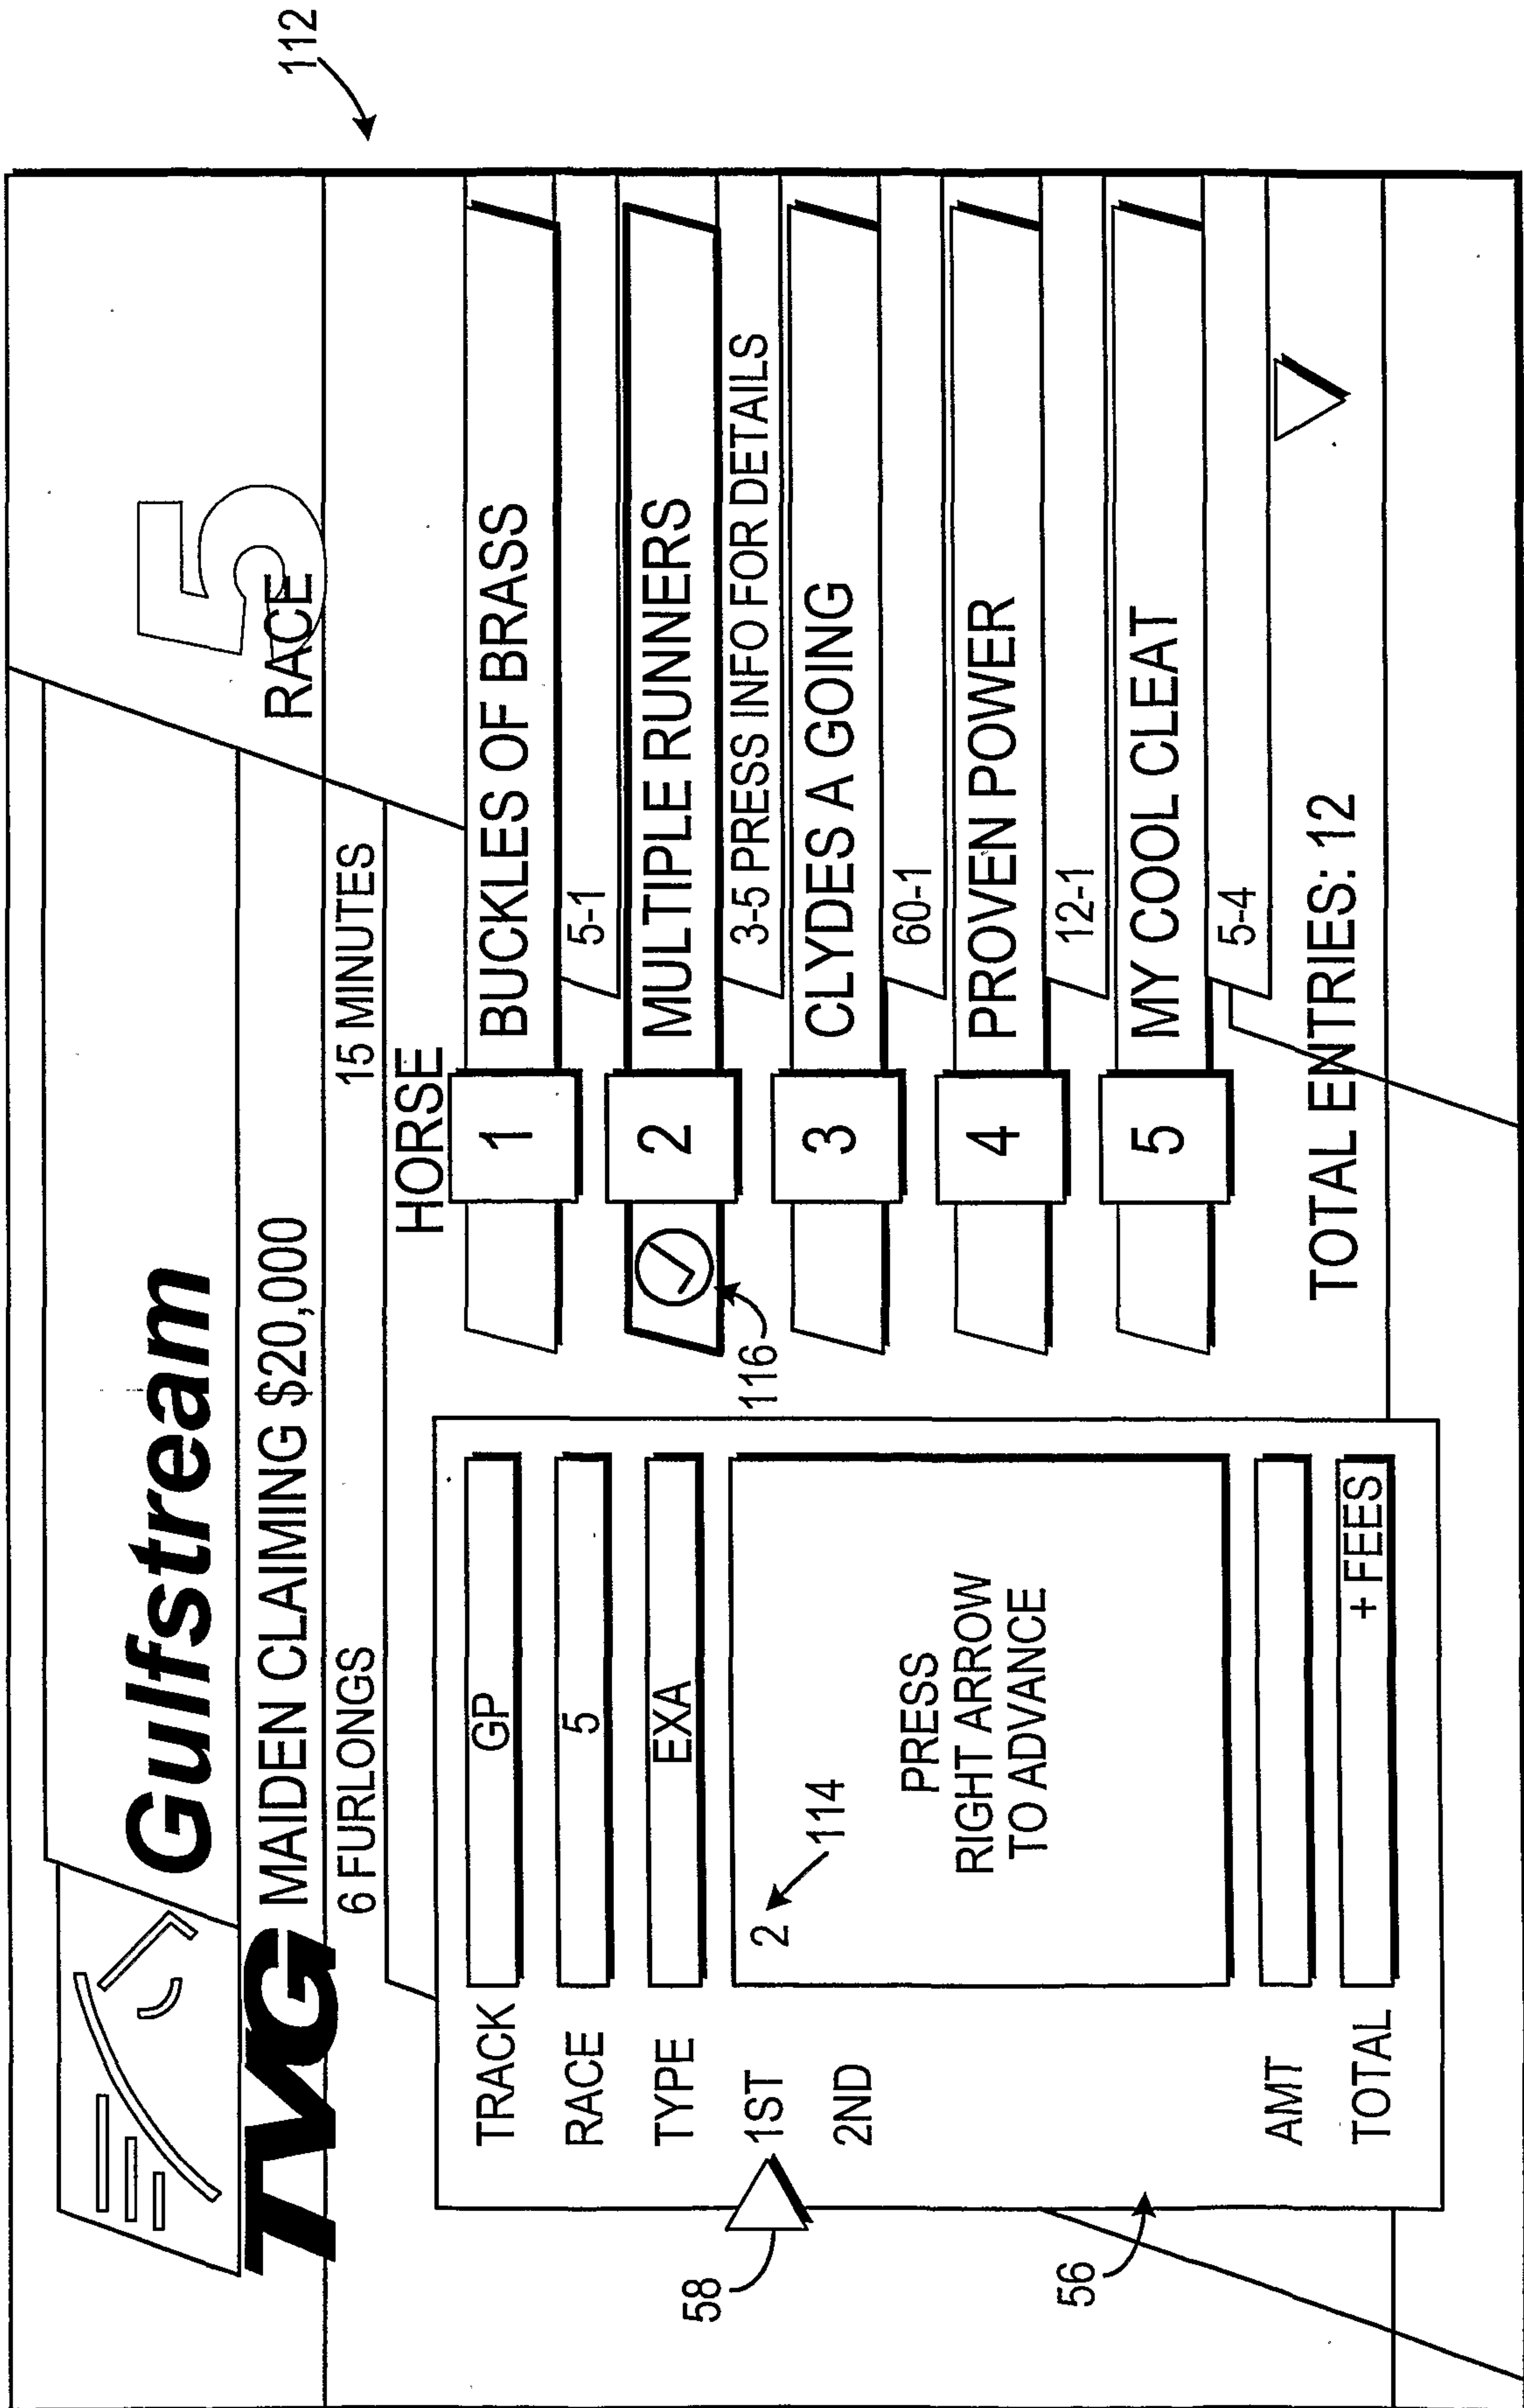 112
Gulfstream
5
RACE
TVG MAIDEN CLAIMING $20,000
6 FURLONGS 15 MINUTES
HORSE
TRACK GP
RACE 5
TYPE EXA
1ST 2
2ND
114
PRESS
RIGHT ARROW
TO ADVANCE
AMT
TOTAL + FEES
58
56
1 BUCKLES OF BRASS
5-1
2 MULTIPLE RUNNERS
3-5 PRESS INFO FOR DETAILS
116
3 CLYDES A GOING
60-1
4 PROVEN POWER
12-1
5 MY COOL CLEAT
5-4
TOTAL ENTRIES: 12